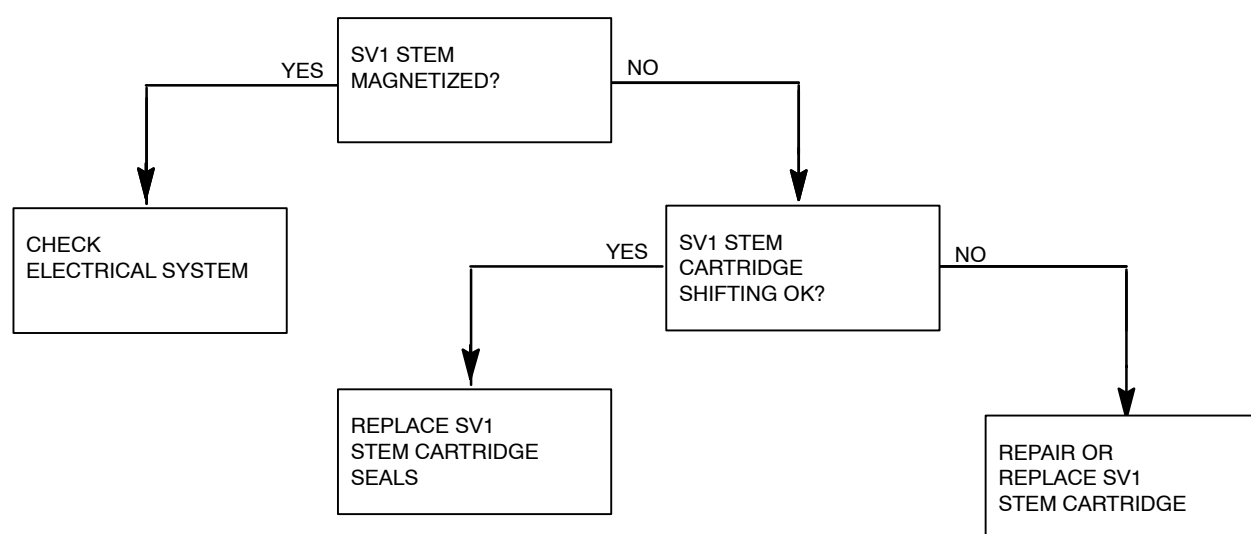 SV1 STEM
MAGNETIZED?
YES
NO
CHECK
ELECTRICAL SYSTEM
SV1 STEM
CARTRIDGE
SHIFTING OK?
YES
NO
REPLACE SV1
STEM CARTRIDGE
SEALS
REPAIR OR
REPLACE SV1
STEM CARTRIDGE